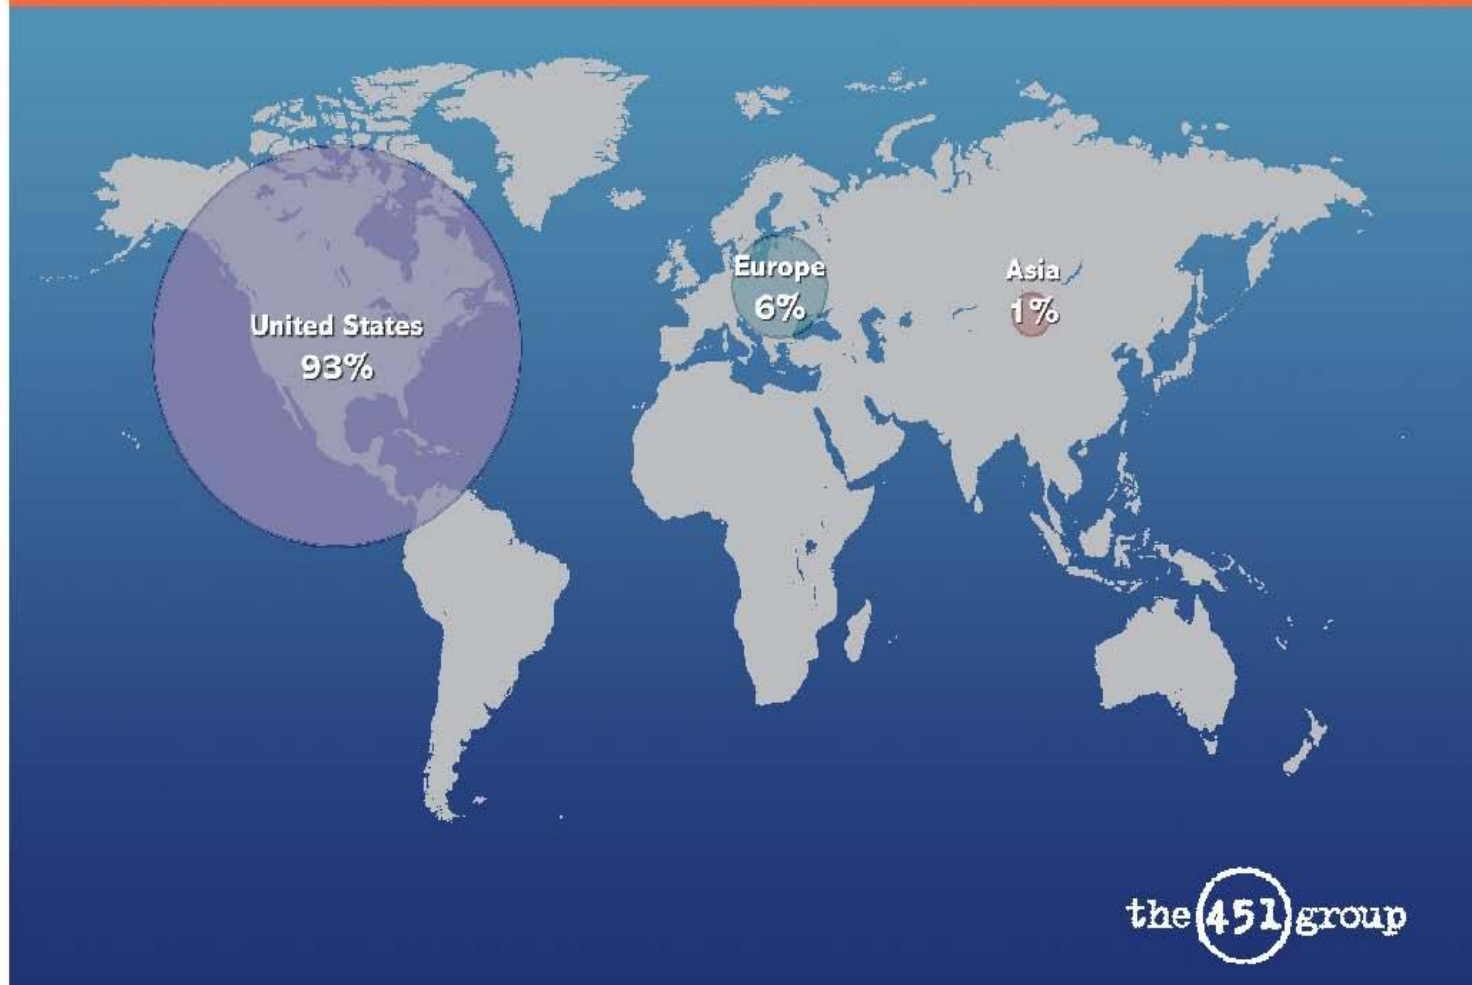 United States
93%
Europe
6%
Asia
1%
the 451 group